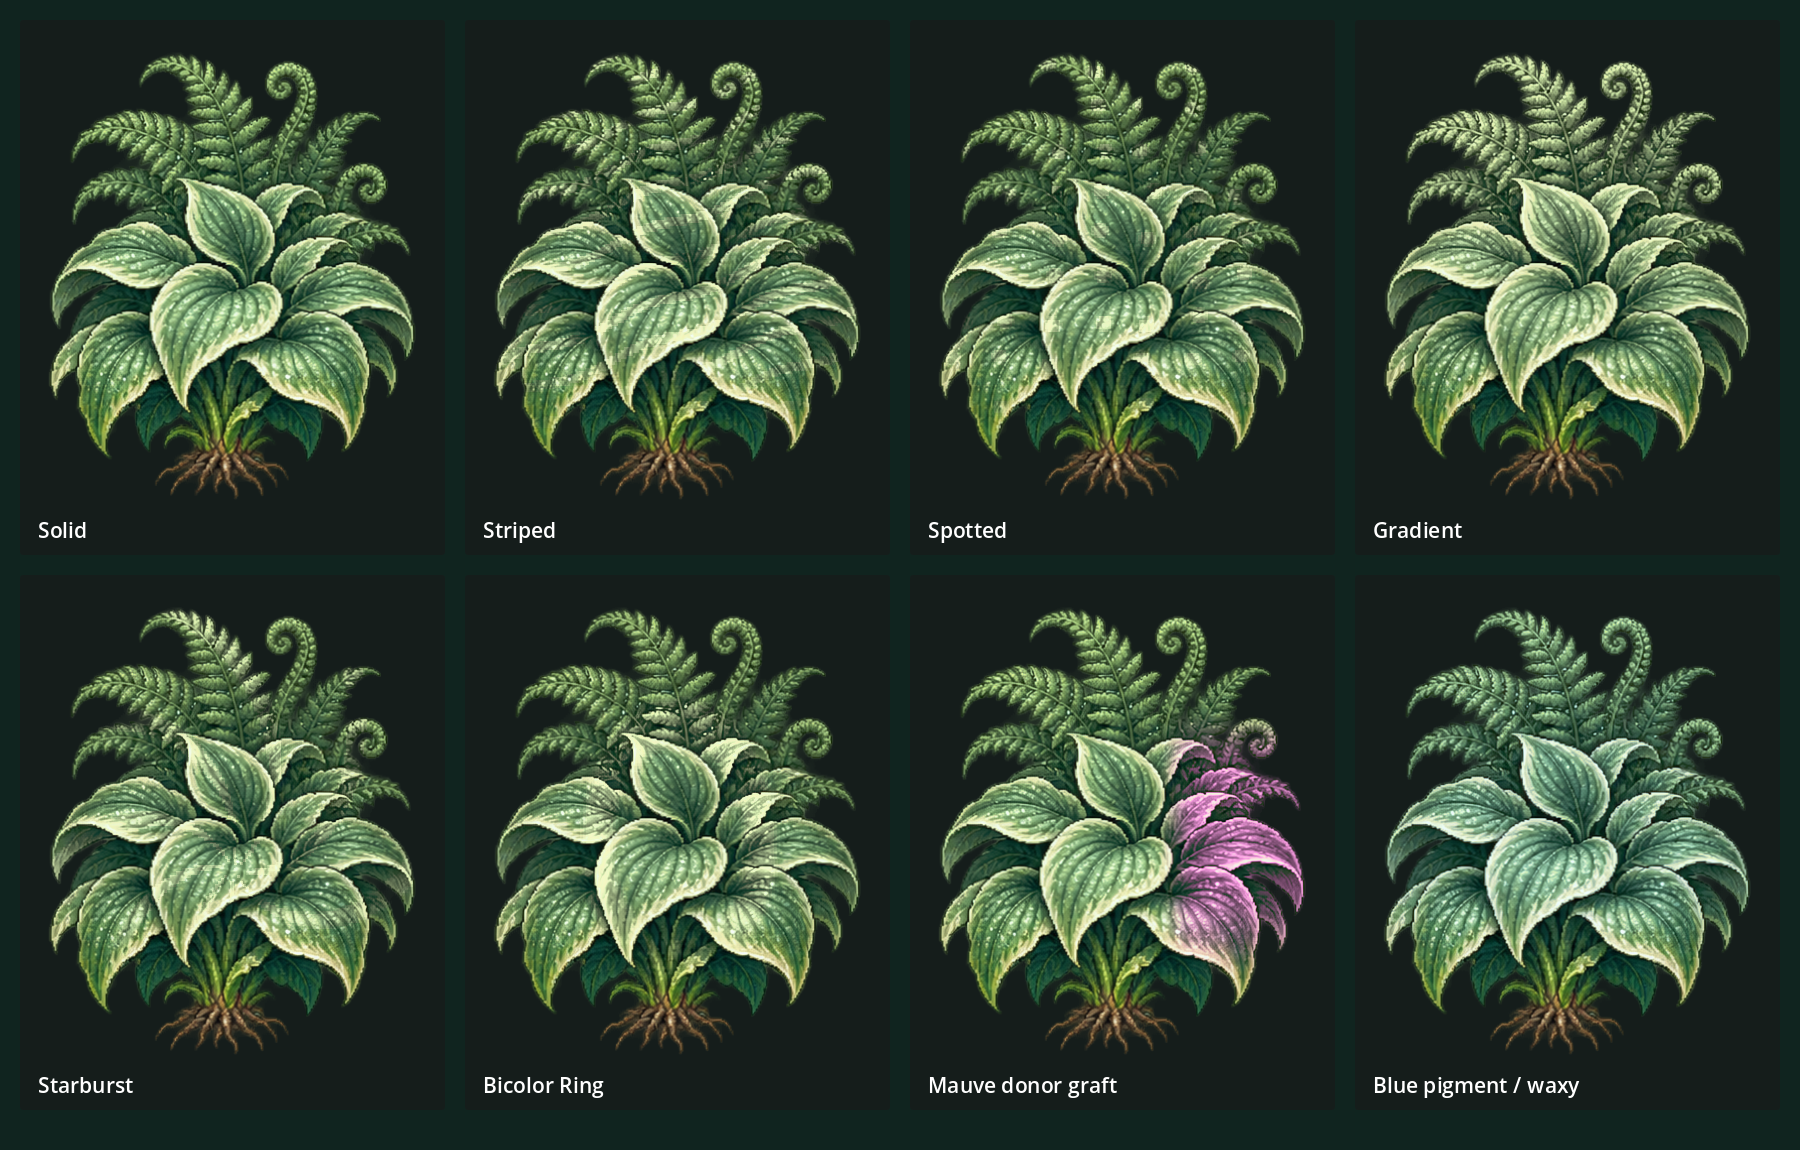 Solid
Striped
Spotted
Gradient
Starburst
Bicolor Ring
Mauve donor graft
Blue pigment / waxy